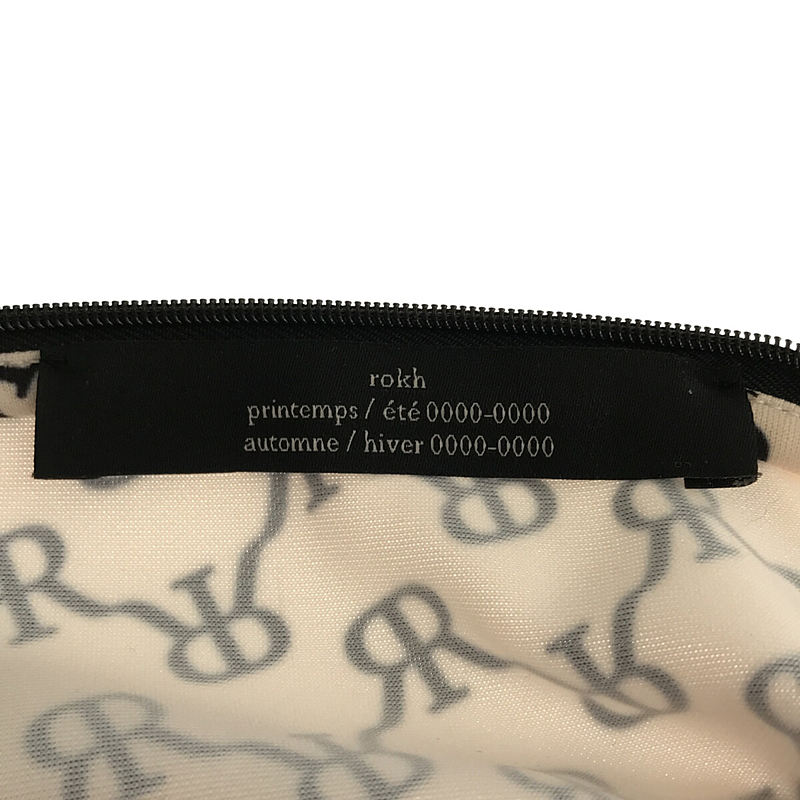 rokh
printemps / été 0000-0000
automne / hiver 0000-0000